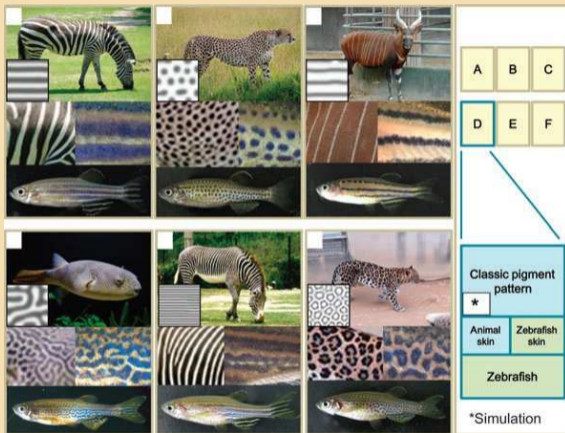 A B C
D E F
Classic pigment
pattern
*
Animal
skin
Zebrafish
skin
Zebrafish
*Simulation